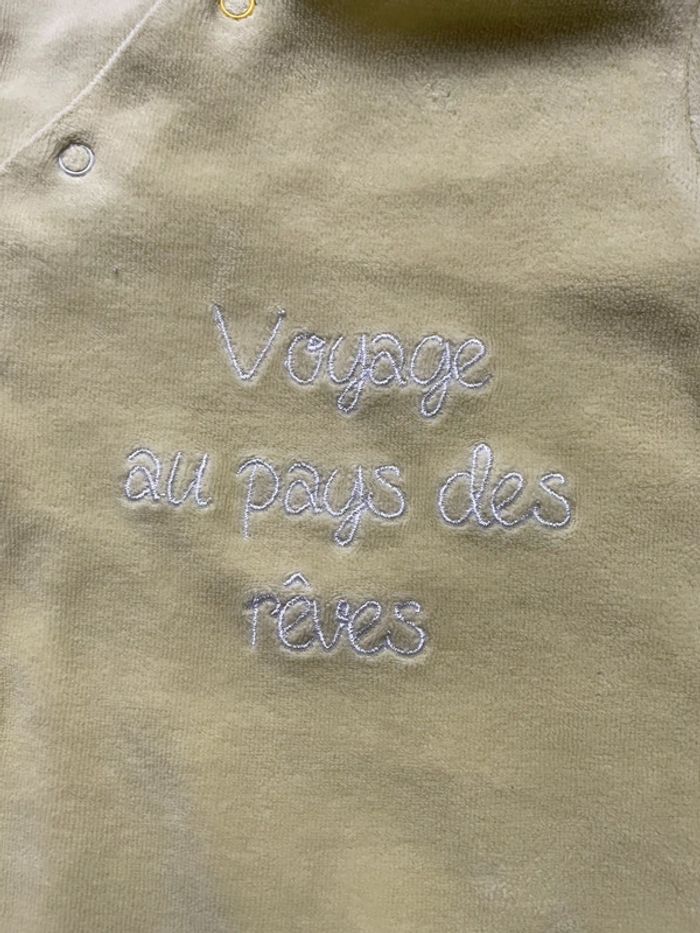 Voyage
au pays des
rêves